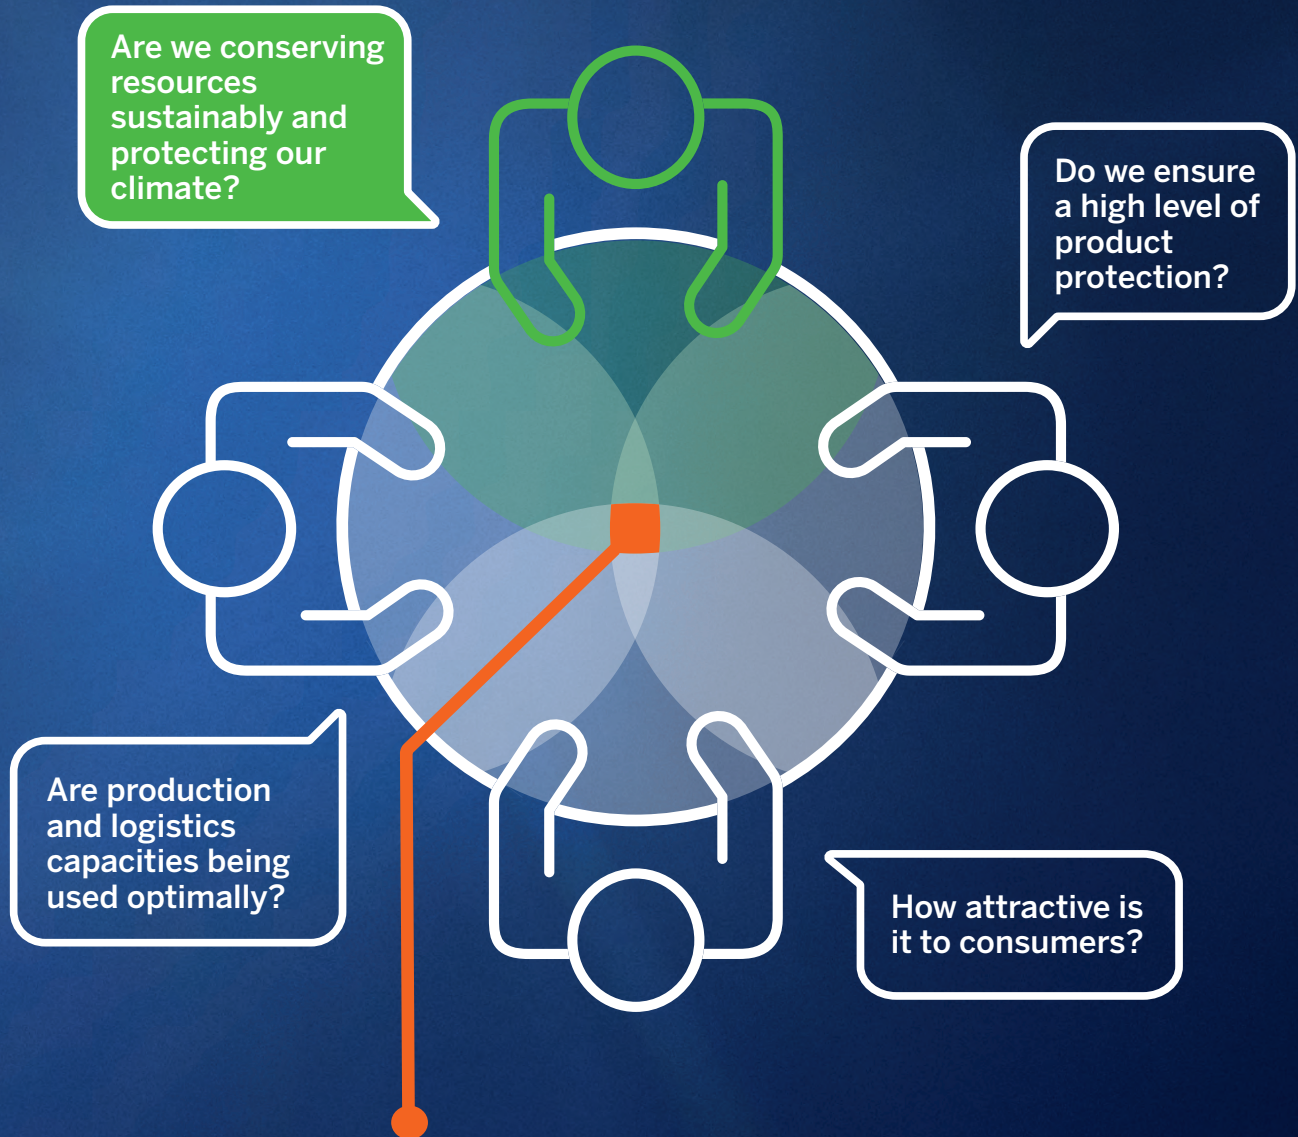 Are we conserving
resources
sustainably and
protecting our
climate?
Do we ensure
a high level of
product
protection?
Are production
and logistics
capacities being
used optimally?
How attractive is
it to consumers?